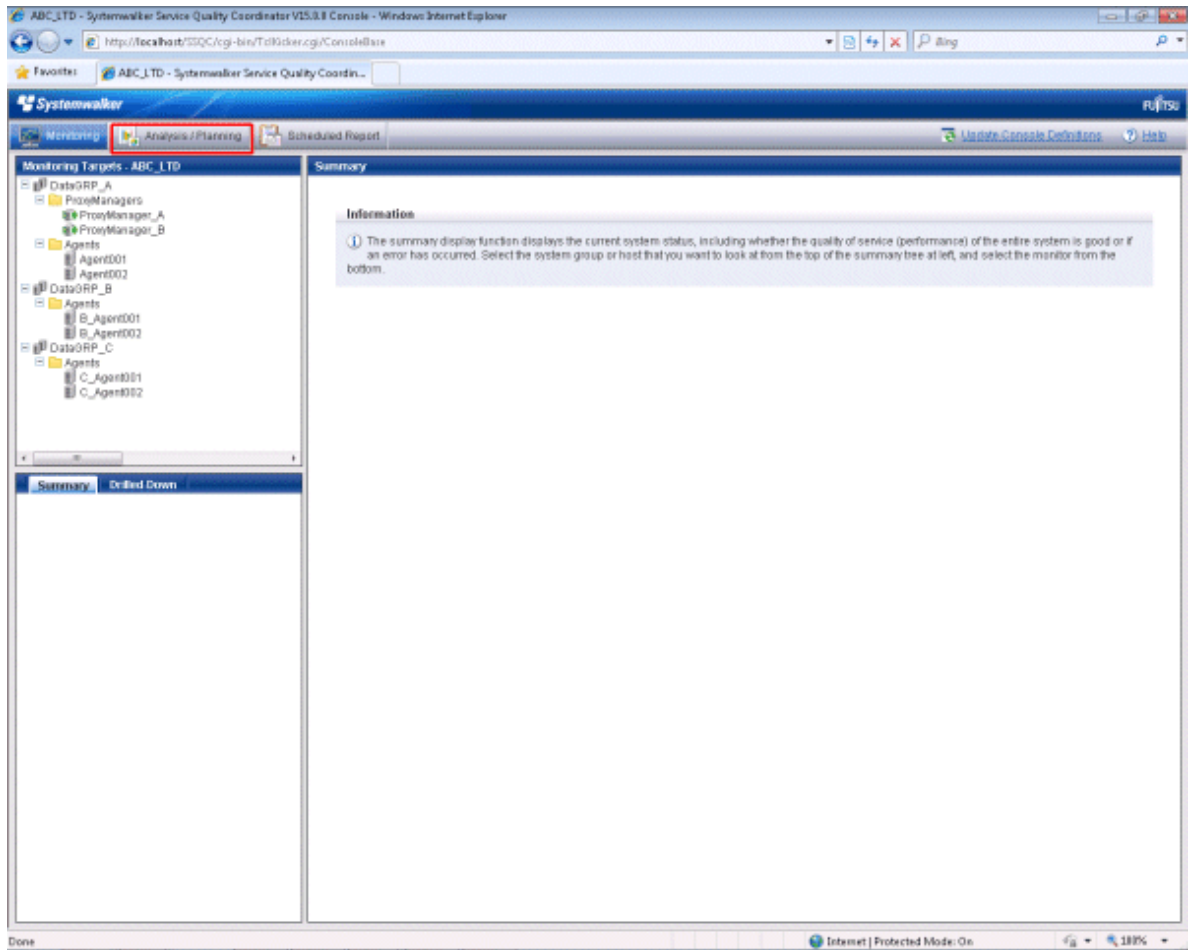 ABC_LTD - Systemwalker Service Quality Coordinator V15.0.1 Console - Windows Internet Explorer
http://localhost/SSQC/cgi-bin/TclKicker.cgi/ConsoleBase
Bing
Favorites
ABC_LTD - Systemwalker Service Quality Coordin...
Systemwalker
FUJITSU
Monitoring
Analysis / Planning
Scheduled Report
Update Console Definitions
Help
Monitoring Targets - ABC_LTD
Summary
DataGRP_A
ProxyManagers
ProxyManager_A
ProxyManager_B
Agents
Agent001
Agent002
DataGRP_B
Agents
B_Agent001
B_Agent002
DataGRP_C
Agents
C_Agent001
C_Agent002
Information
The summary display function displays the current system status, including whether the quality of service (performance) of the entire system is good or if
an error has occurred. Select the system group or host that you want to look at from the top of the summary tree at left, and select the monitor from the
bottom.
Summary
Drilled Down
Done
Internet | Protected Mode: On
100%